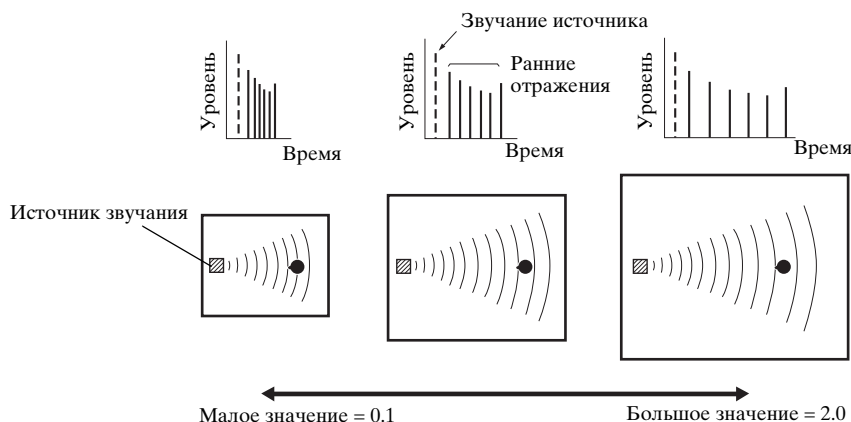 Звучание источника
Уровень
Время
Уровень
Ранние
отражения
Время
Уровень
Время
Источник звучания
Малое значение = 0.1
Большое значение = 2.0